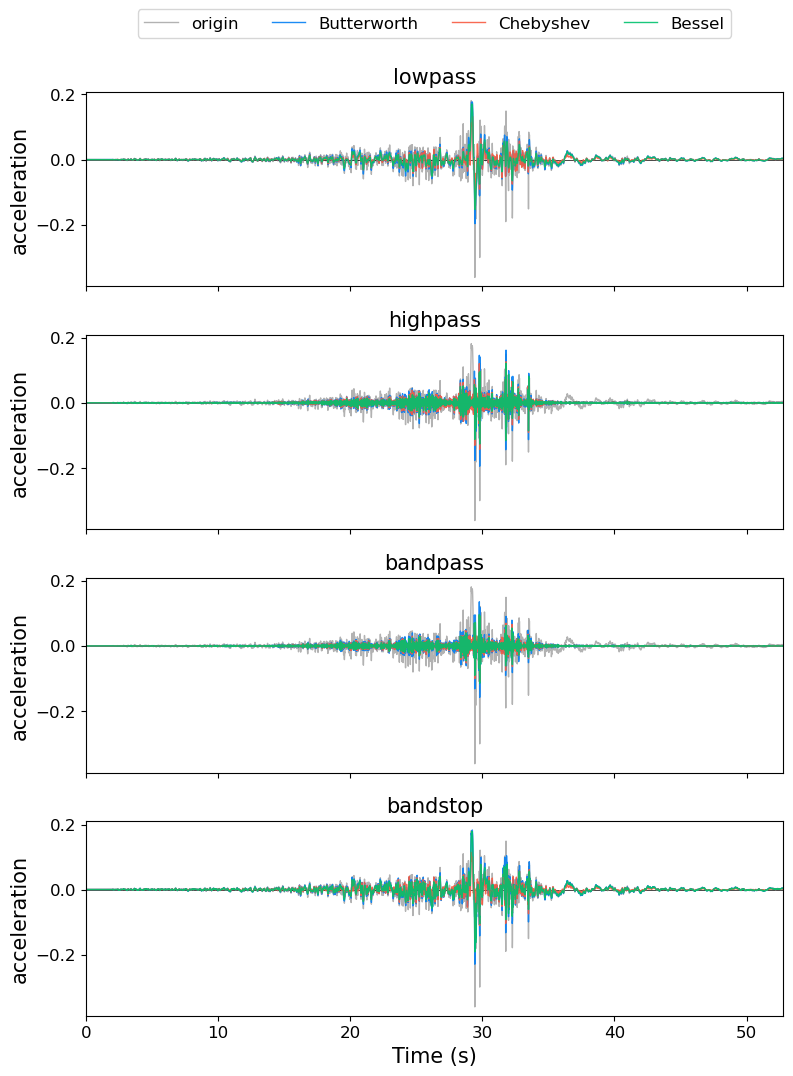 origin Butterworth Chebyshev Bessel
lowpass
0.2
0.0
−0.2
acceleration
highpass
0.2
0.0
−0.2
acceleration
bandpass
0.2
0.0
−0.2
acceleration
bandstop
0.2
0.0
−0.2
acceleration
0 10 20 30 40 50
Time (s)